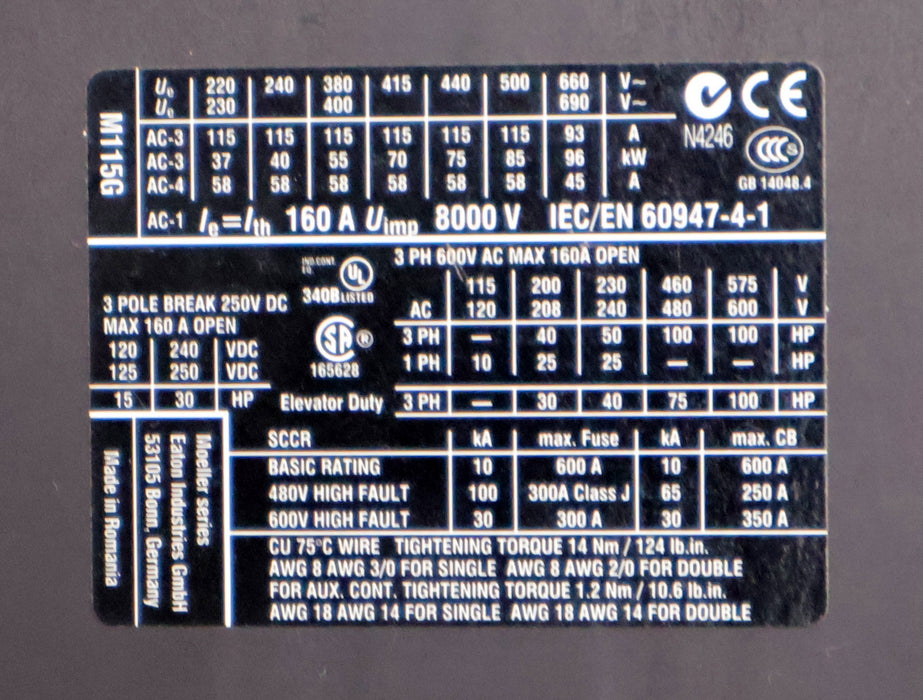 M115G
Ue 220 240 380 415 440 500 660 V~
Ue 230 400 690 V~
AC-3 115 115 115 115 115 115 93 A
AC-3 37 40 55 70 75 85 96 kW
AC-4 58 58 58 58 58 58 45 A
AC-1 Ie=Ith 160 A Uimp 8000 V IEC/EN 60947-4-1
CE
N4246
CCC S
GB 14048.4
3 POLE BREAK 250V DC
MAX 160 A OPEN
120 240 VDC
125 250 VDC
15 30 HP
IND.CONT.
EQ.
UL
340B LISTED
SA ®
165628
3 PH 600V AC MAX 160A OPEN
115 200 230 460 575 V
AC 120 208 240 480 600 V
3 PH — 40 50 100 100 HP
1 PH 10 25 25 — — HP
Elevator Duty 3 PH — 30 40 75 100 HP
SCCR kA max. Fuse kA max. CB
BASIC RATING 10 600 A 10 600 A
480V HIGH FAULT 100 300A Class J 65 250 A
600V HIGH FAULT 30 300 A 30 350 A
CU 75°C WIRE TIGHTENING TORQUE 14 Nm / 124 lb.in.
AWG 8 AWG 3/0 FOR SINGLE AWG 8 AWG 2/0 FOR DOUBLE
FOR AUX. CONT. TIGHTENING TORQUE 1.2 Nm / 10.6 lb.in.
AWG 18 AWG 14 FOR SINGLE AWG 18 AWG 14 FOR DOUBLE
Moeller series
Eaton Industries GmbH
53105 Bonn, Germany
Made in Romania